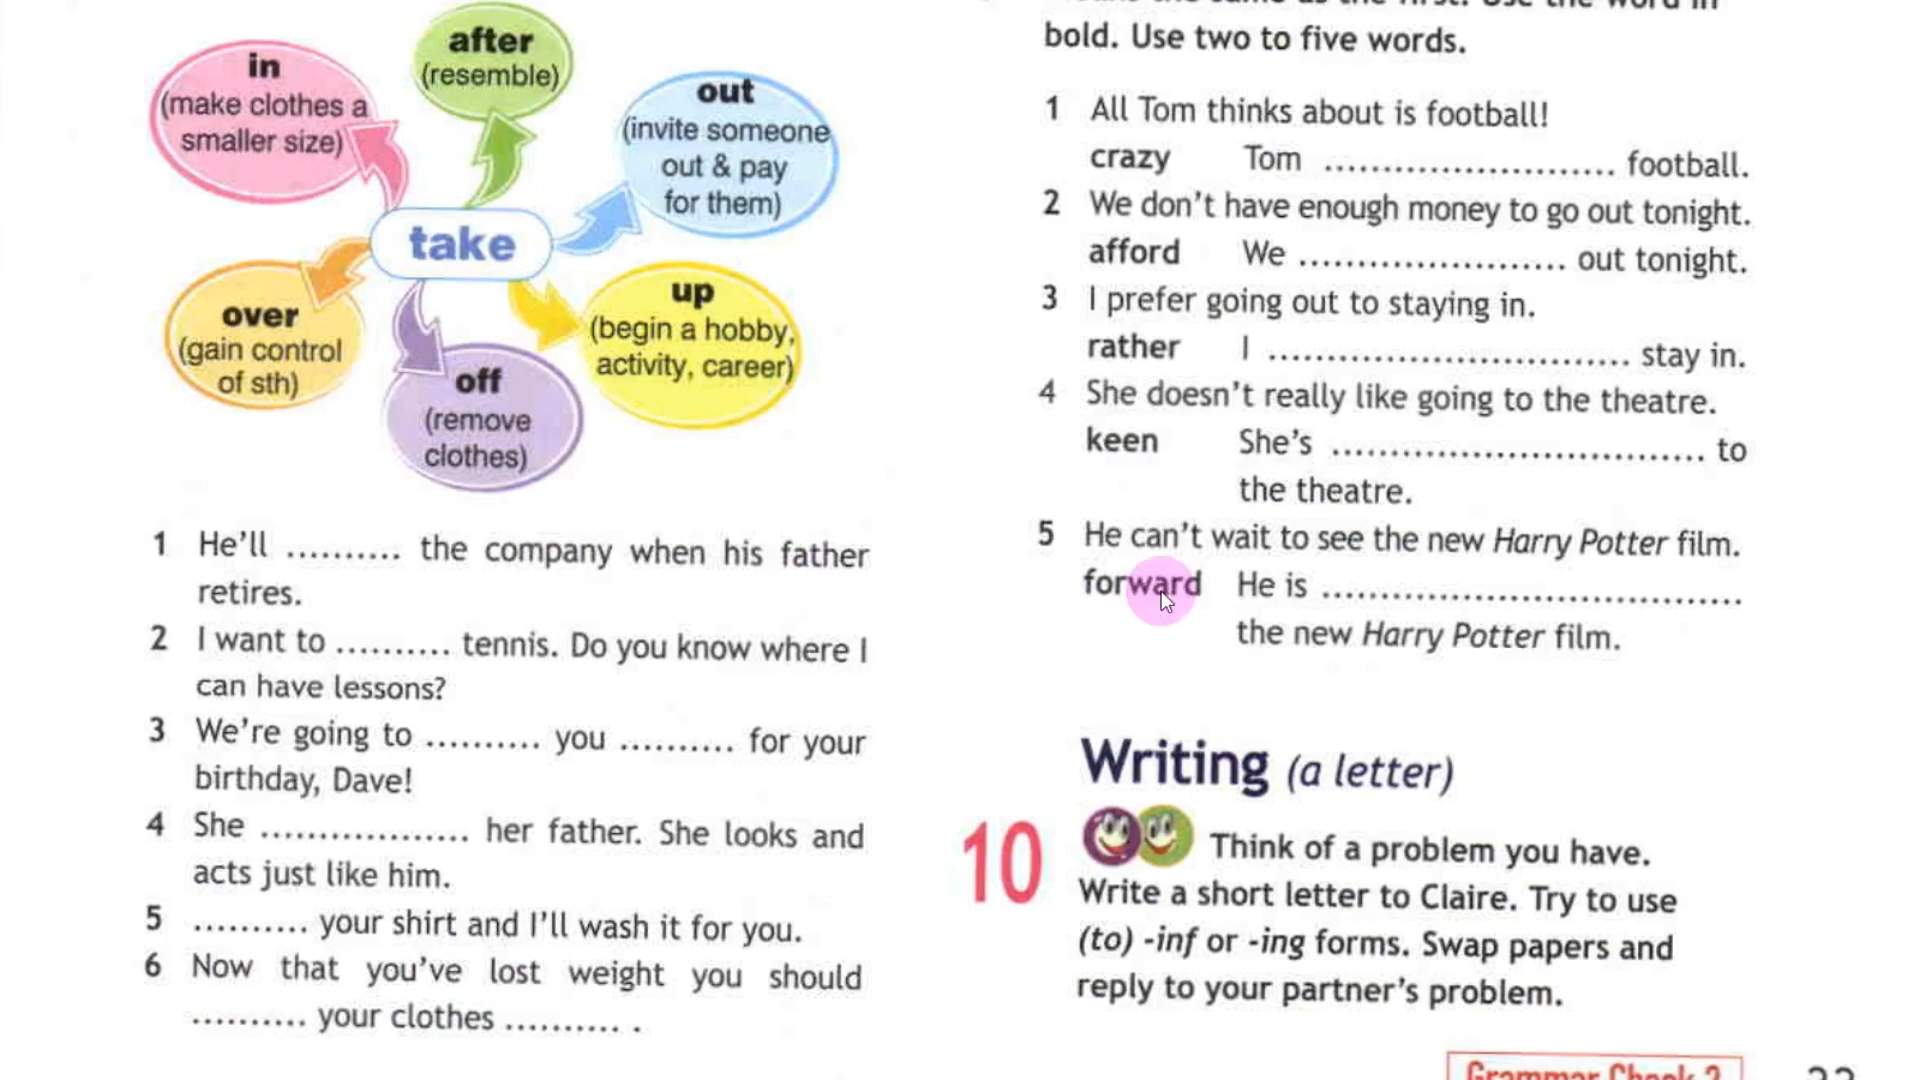 in
(make clothes a
smaller size)
after
(resemble)
out
(invite someone
out & pay
for them)
take
over
(gain control
of sth)
off
(remove
clothes)
up
(begin a hobby,
activity, career)
1 He'll .......... the company when his father
retires.
2 I want to .......... tennis. Do you know where I
can have lessons?
3 We're going to .......... you .......... for your
birthday, Dave!
4 She .................. her father. She looks and
acts just like him.
5 .......... your shirt and I'll wash it for you.
6 Now that you've lost weight you should
.......... your clothes .......... .
bold. Use two to five words.
1 All Tom thinks about is football!
crazy Tom ......................... football.
2 We don't have enough money to go out tonight.
afford We ....................... out tonight.
3 I prefer going out to staying in.
rather I ............................... stay in.
4 She doesn't really like going to the theatre.
keen She's ................................ to
the theatre.
5 He can't wait to see the new Harry Potter film.
forward He is ....................................
the new Harry Potter film.
Writing (a letter)
10 Think of a problem you have.
Write a short letter to Claire. Try to use
(to) -inf or -ing forms. Swap papers and
reply to your partner's problem.
Grammar Check 2